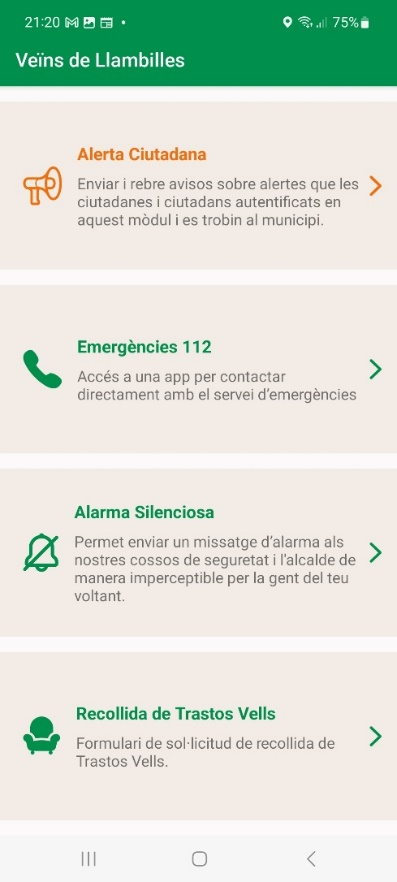 21:20
75%
Veïns de Llambilles
Alerta Ciutadana
Enviar i rebre avisos sobre alertes que les
ciutadanes i ciutadans autentificats en
aquest mòdul i es trobin al municipi.
Emergències 112
Accés a una app per contactar
directament amb el servei d'emergències
Alarma Silenciosa
Permet enviar un missatge d'alarma als
nostres cossos de seguretat i l'alcalde de
manera imperceptible per la gent del teu
voltant.
Recollida de Trastos Vells
Formulari de sol·licitud de recollida de
Trastos Vells.